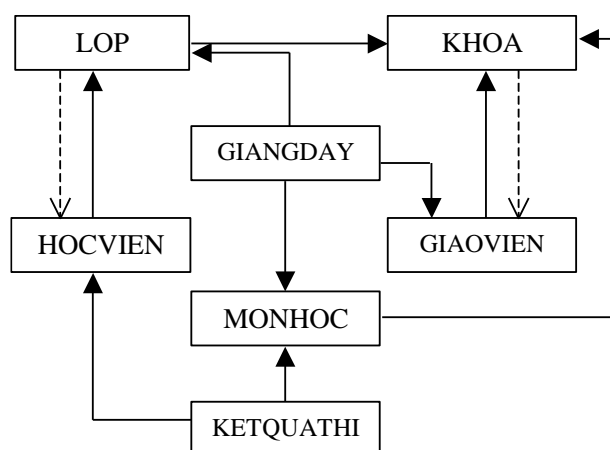 LOP
KHOA
GIANGDAY
HOCVIEN
GIAOVIEN
MONHOC
KETQUATHI